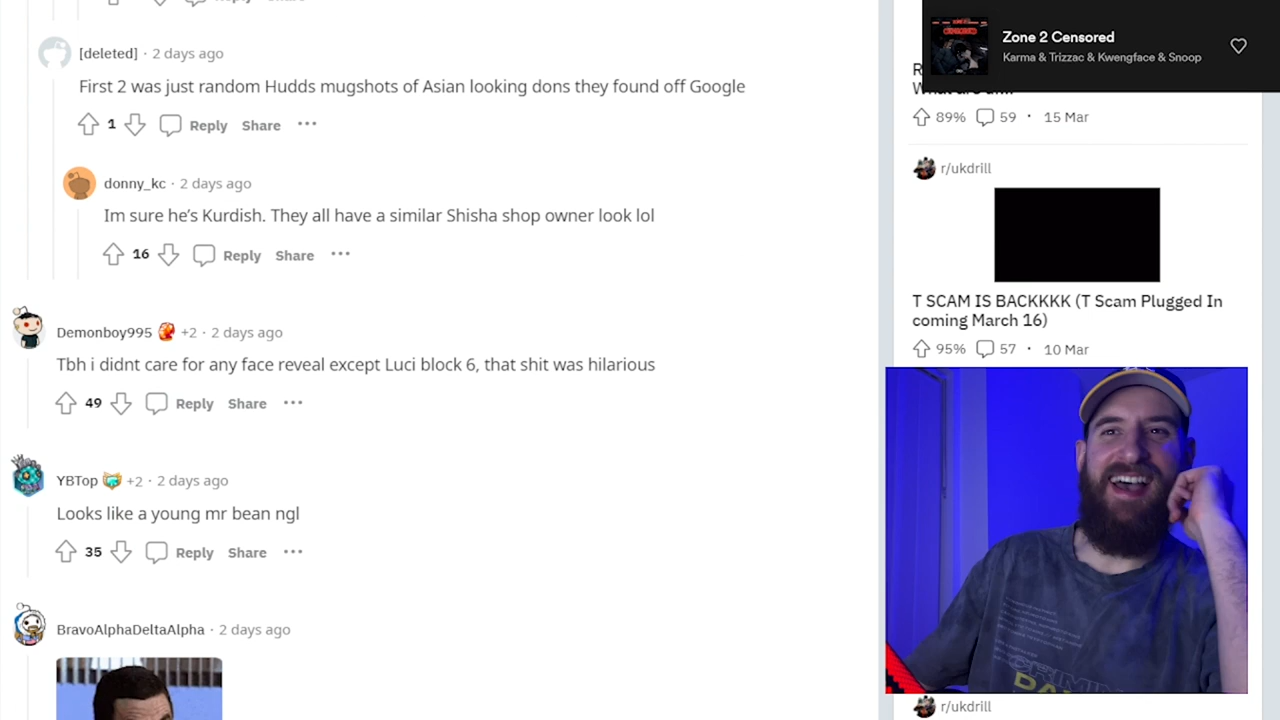 Reply Share
[deleted] · 2 days ago
First 2 was just random Hudds mugshots of Asian looking dons they found off Google
1 Reply Share ···
donny_kc · 2 days ago
Im sure he's Kurdish. They all have a similar Shisha shop owner look lol
16 Reply Share ···
Demonboy995 +2 · 2 days ago
Tbh i didnt care for any face reveal except Luci block 6, that shit was hilarious
49 Reply Share ···
YBTop +2 · 2 days ago
Looks like a young mr bean ngl
35 Reply Share ···
BravoAlphaDeltaAlpha · 2 days ago
Zone 2 Censored
Karma & Trizzac & Kwengface & Snoop
89% 59 · 15 Mar
r/ukdrill
T SCAM IS BACKKKK (T Scam Plugged In
coming March 16)
95% 57 · 10 Mar
r/ukdrill